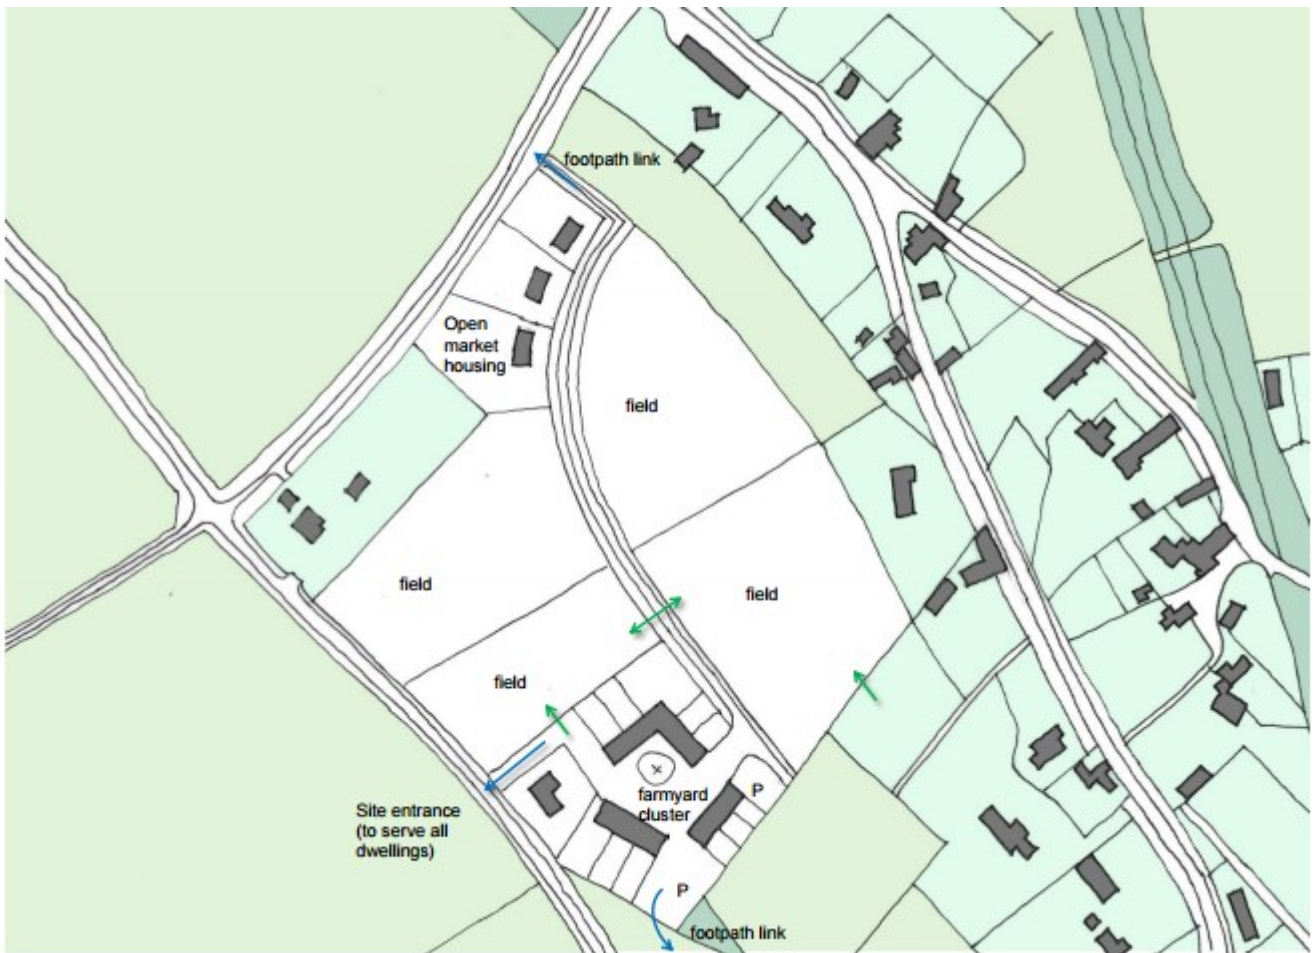 footpath link
Open
market
housing
field
field
field
field
Site entrance
(to serve all
dwellings)
farmyard
cluster
P
P
footpath link